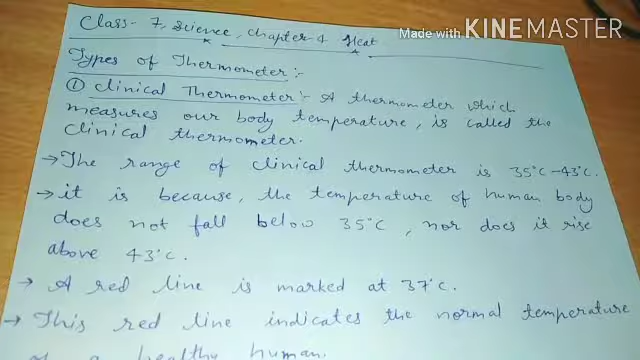 Class- 7, Science, chapter 4 Heat
Made with KINEMASTER
Types of Thermometer :-
① Clinical Thermometer :- A thermometer which
measures our body temperature, is called the
clinical thermometer.
→ The range of clinical thermometer is 35°C-43°C.
→ it is because, the temperature of human body
does not fall below 35°C, nor does it rise
above 43°C.
→ A red line is marked at 37°C.
→ This red line indicates the normal temperature
of a healthy human.